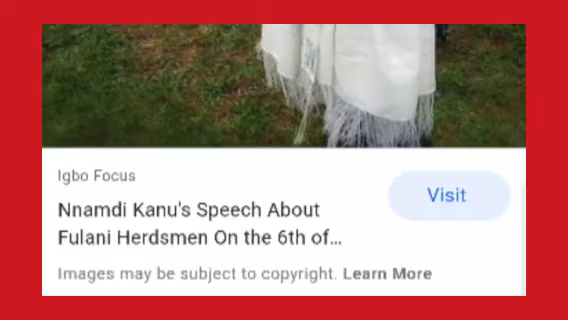 Igbo Focus
Visit
Nnamdi Kanu's Speech About
Fulani Herdsmen On the 6th of...
Images may be subject to copyright. Learn More